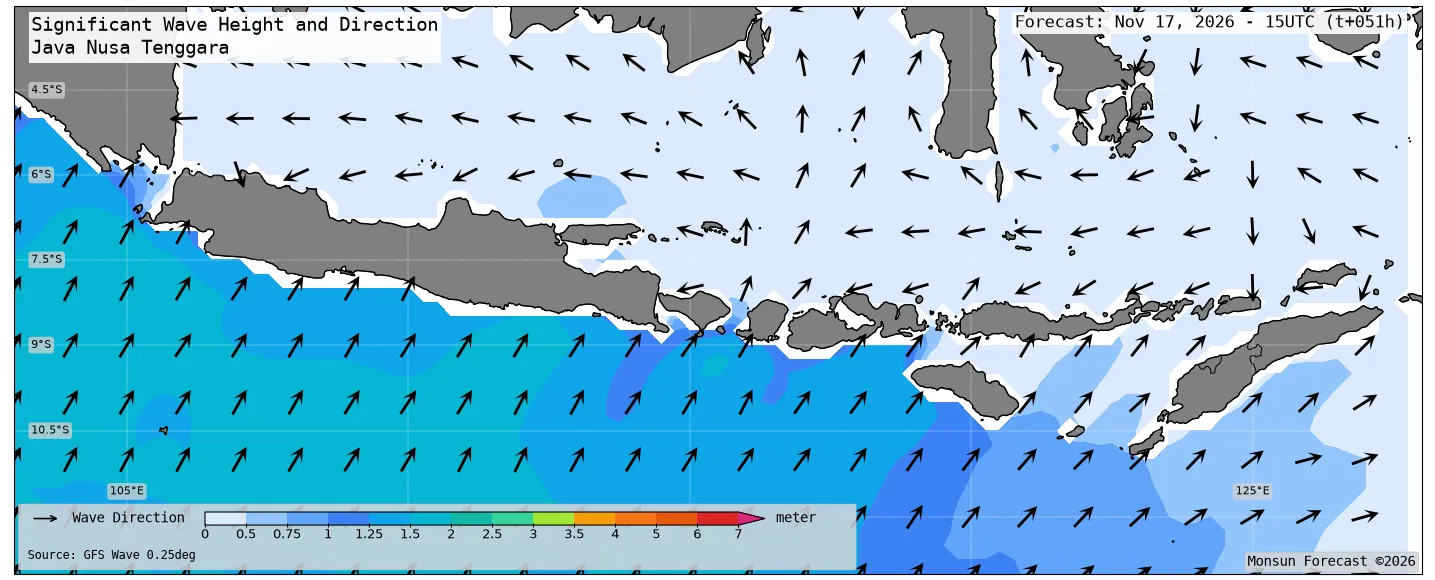 Significant Wave Height and Direction
Java Nusa Tenggara
Forecast: Nov 17, 2026 - 15UTC (t+051h)
4.5°S
6°S
7.5°S
9°S
10.5°S
105°E
125°E
Wave Direction
0 0.5 0.75 1 1.25 1.5 2 2.5 3 3.5 4 5 6 7
meter
Source: GFS Wave 0.25deg
Monsun Forecast ©2026